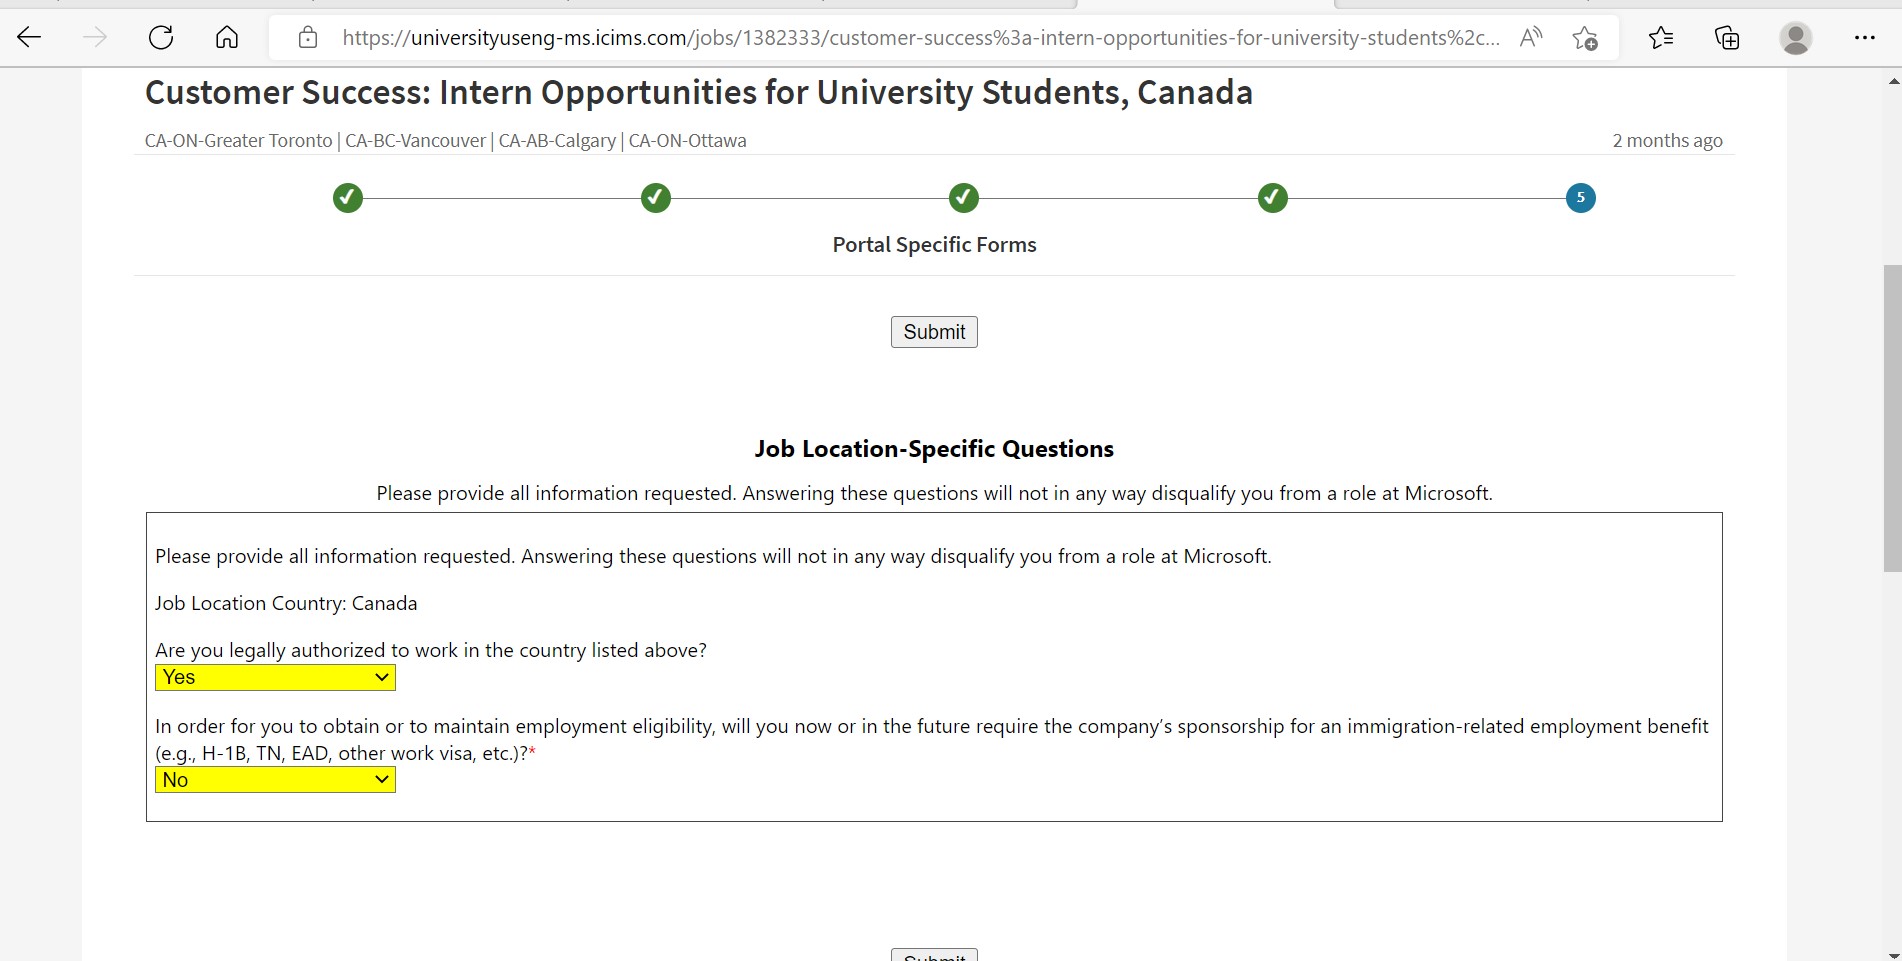 https://universityuseng-ms.icims.com/jobs/1382333/customer-success%3a-intern-opportunities-for-university-students%2c...
Customer Success: Intern Opportunities for University Students, Canada
CA-ON-Greater Toronto | CA-BC-Vancouver | CA-AB-Calgary | CA-ON-Ottawa
2 months ago
5
Portal Specific Forms
Submit
Job Location-Specific Questions
Please provide all information requested. Answering these questions will not in any way disqualify you from a role at Microsoft.
Please provide all information requested. Answering these questions will not in any way disqualify you from a role at Microsoft.
Job Location Country: Canada
Are you legally authorized to work in the country listed above?
Yes
In order for you to obtain or to maintain employment eligibility, will you now or in the future require the company's sponsorship for an immigration-related employment benefit
(e.g., H-1B, TN, EAD, other work visa, etc.)?*
No
Submit